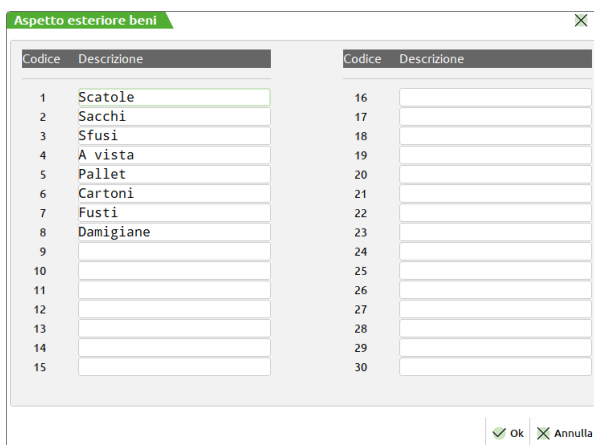 Aspetto esteriore beni
Codice Descrizione Codice Descrizione
1 Scatole 16
2 Sacchi 17
3 Sfusi 18
4 A vista 19
5 Pallet 20
6 Cartoni 21
7 Fusti 22
8 Damigiane 23
9 24
10 25
11 26
12 27
13 28
14 29
15 30
Ok Annulla